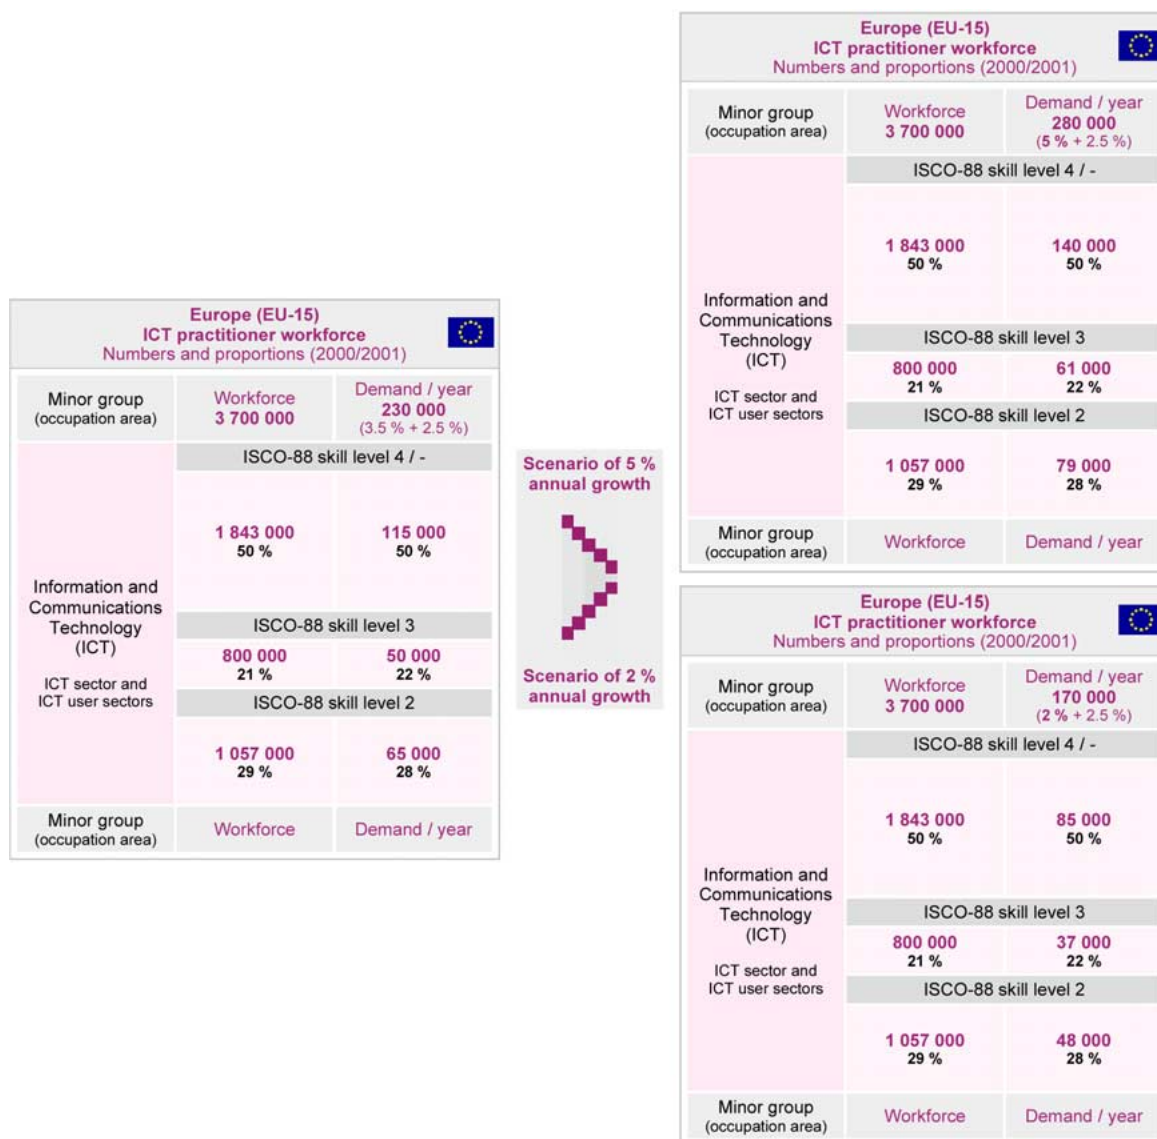 Europe (EU-15)
ICT practitioner workforce
Numbers and proportions (2000/2001)
Minor group
(occupation area)
Workforce
3 700 000
Demand / year
230 000
(3.5 % + 2.5 %)
ISCO-88 skill level 4 / -
Information and
Communications
Technology
(ICT)
ICT sector and
ICT user sectors
1 843 000
50 %
115 000
50 %
ISCO-88 skill level 3
800 000
21 %
50 000
22 %
ISCO-88 skill level 2
1 057 000
29 %
65 000
28 %
Minor group
(occupation area)
Workforce
Demand / year
Scenario of 5 %
annual growth
Scenario of 2 %
annual growth
Europe (EU-15)
ICT practitioner workforce
Numbers and proportions (2000/2001)
Minor group
(occupation area)
Workforce
3 700 000
Demand / year
280 000
(5 % + 2.5 %)
ISCO-88 skill level 4 / -
Information and
Communications
Technology
(ICT)
ICT sector and
ICT user sectors
1 843 000
50 %
140 000
50 %
ISCO-88 skill level 3
800 000
21 %
61 000
22 %
ISCO-88 skill level 2
1 057 000
29 %
79 000
28 %
Minor group
(occupation area)
Workforce
Demand / year
Europe (EU-15)
ICT practitioner workforce
Numbers and proportions (2000/2001)
Minor group
(occupation area)
Workforce
3 700 000
Demand / year
170 000
(2 % + 2.5 %)
ISCO-88 skill level 4 / -
Information and
Communications
Technology
(ICT)
ICT sector and
ICT user sectors
1 843 000
50 %
85 000
50 %
ISCO-88 skill level 3
800 000
21 %
37 000
22 %
ISCO-88 skill level 2
1 057 000
29 %
48 000
28 %
Minor group
(occupation area)
Workforce
Demand / year